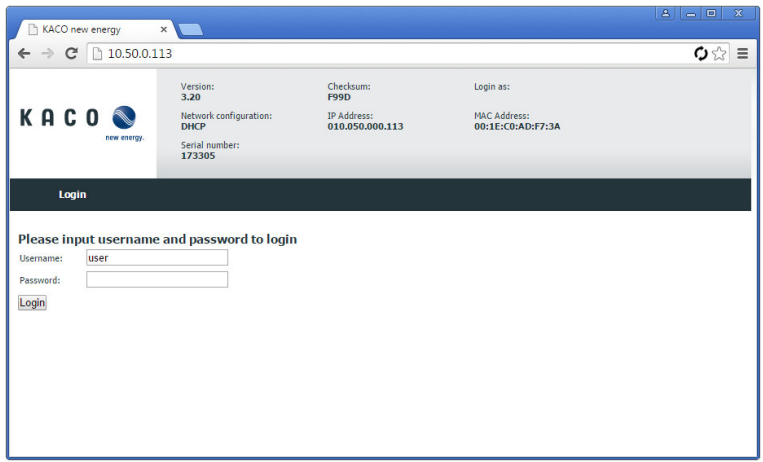 KACO new energy
10.50.0.113
KACO
new energy.
Version:
3.20
Checksum:
F99D
Login as:
Network configuration:
DHCP
IP Address:
010.050.000.113
MAC Address:
00:1E:C0:AD:F7:3A
Serial number:
173305
Login
Please input username and password to login
Username: user
Password:
Login